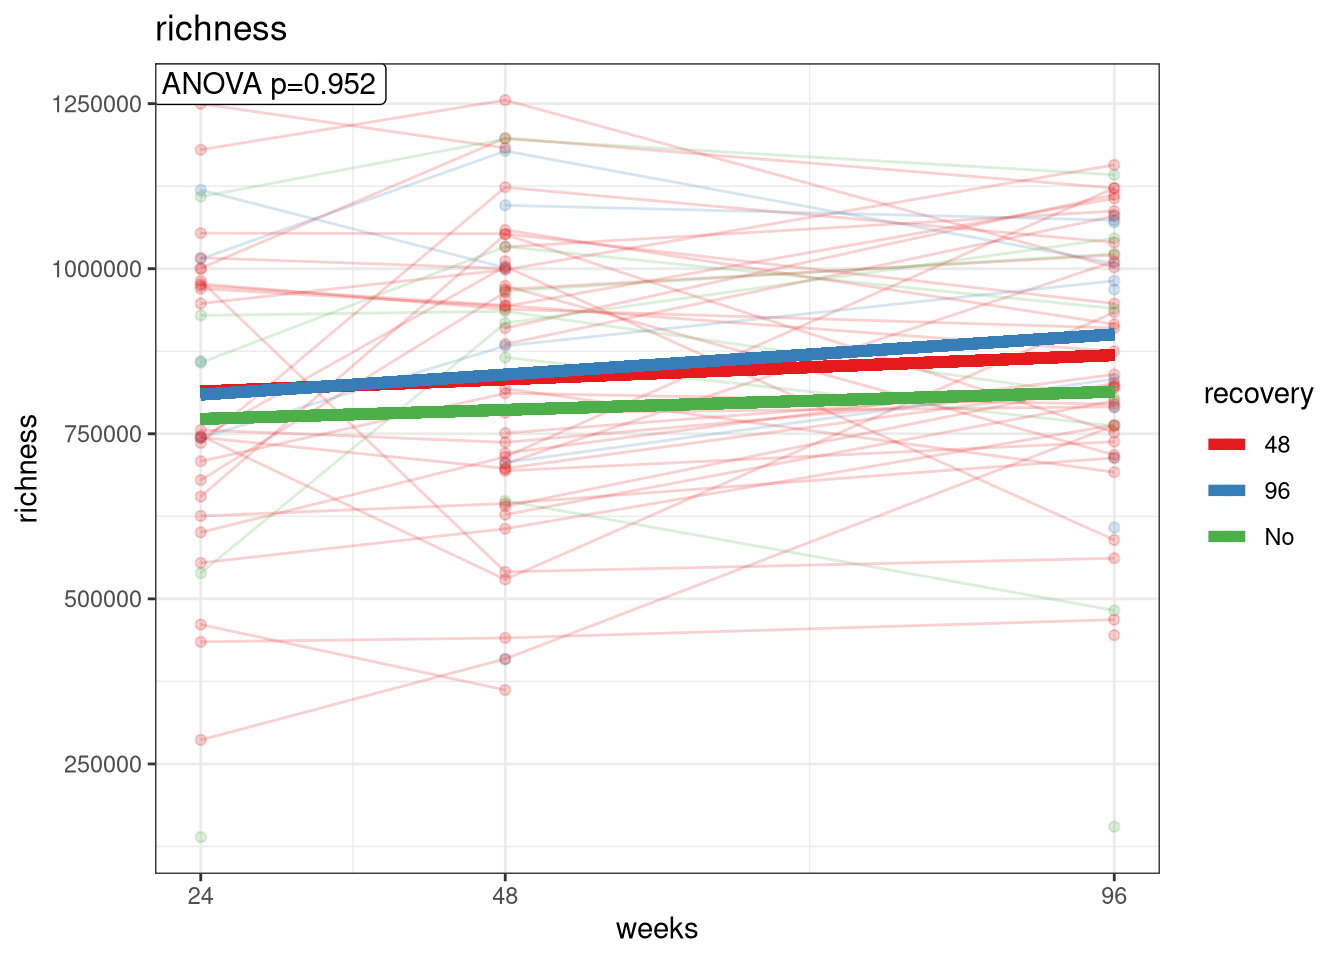 richness
ANOVA p=0.952
1250000
1000000
750000
500000
250000
richness
24
48
96
weeks
recovery
48
96
No